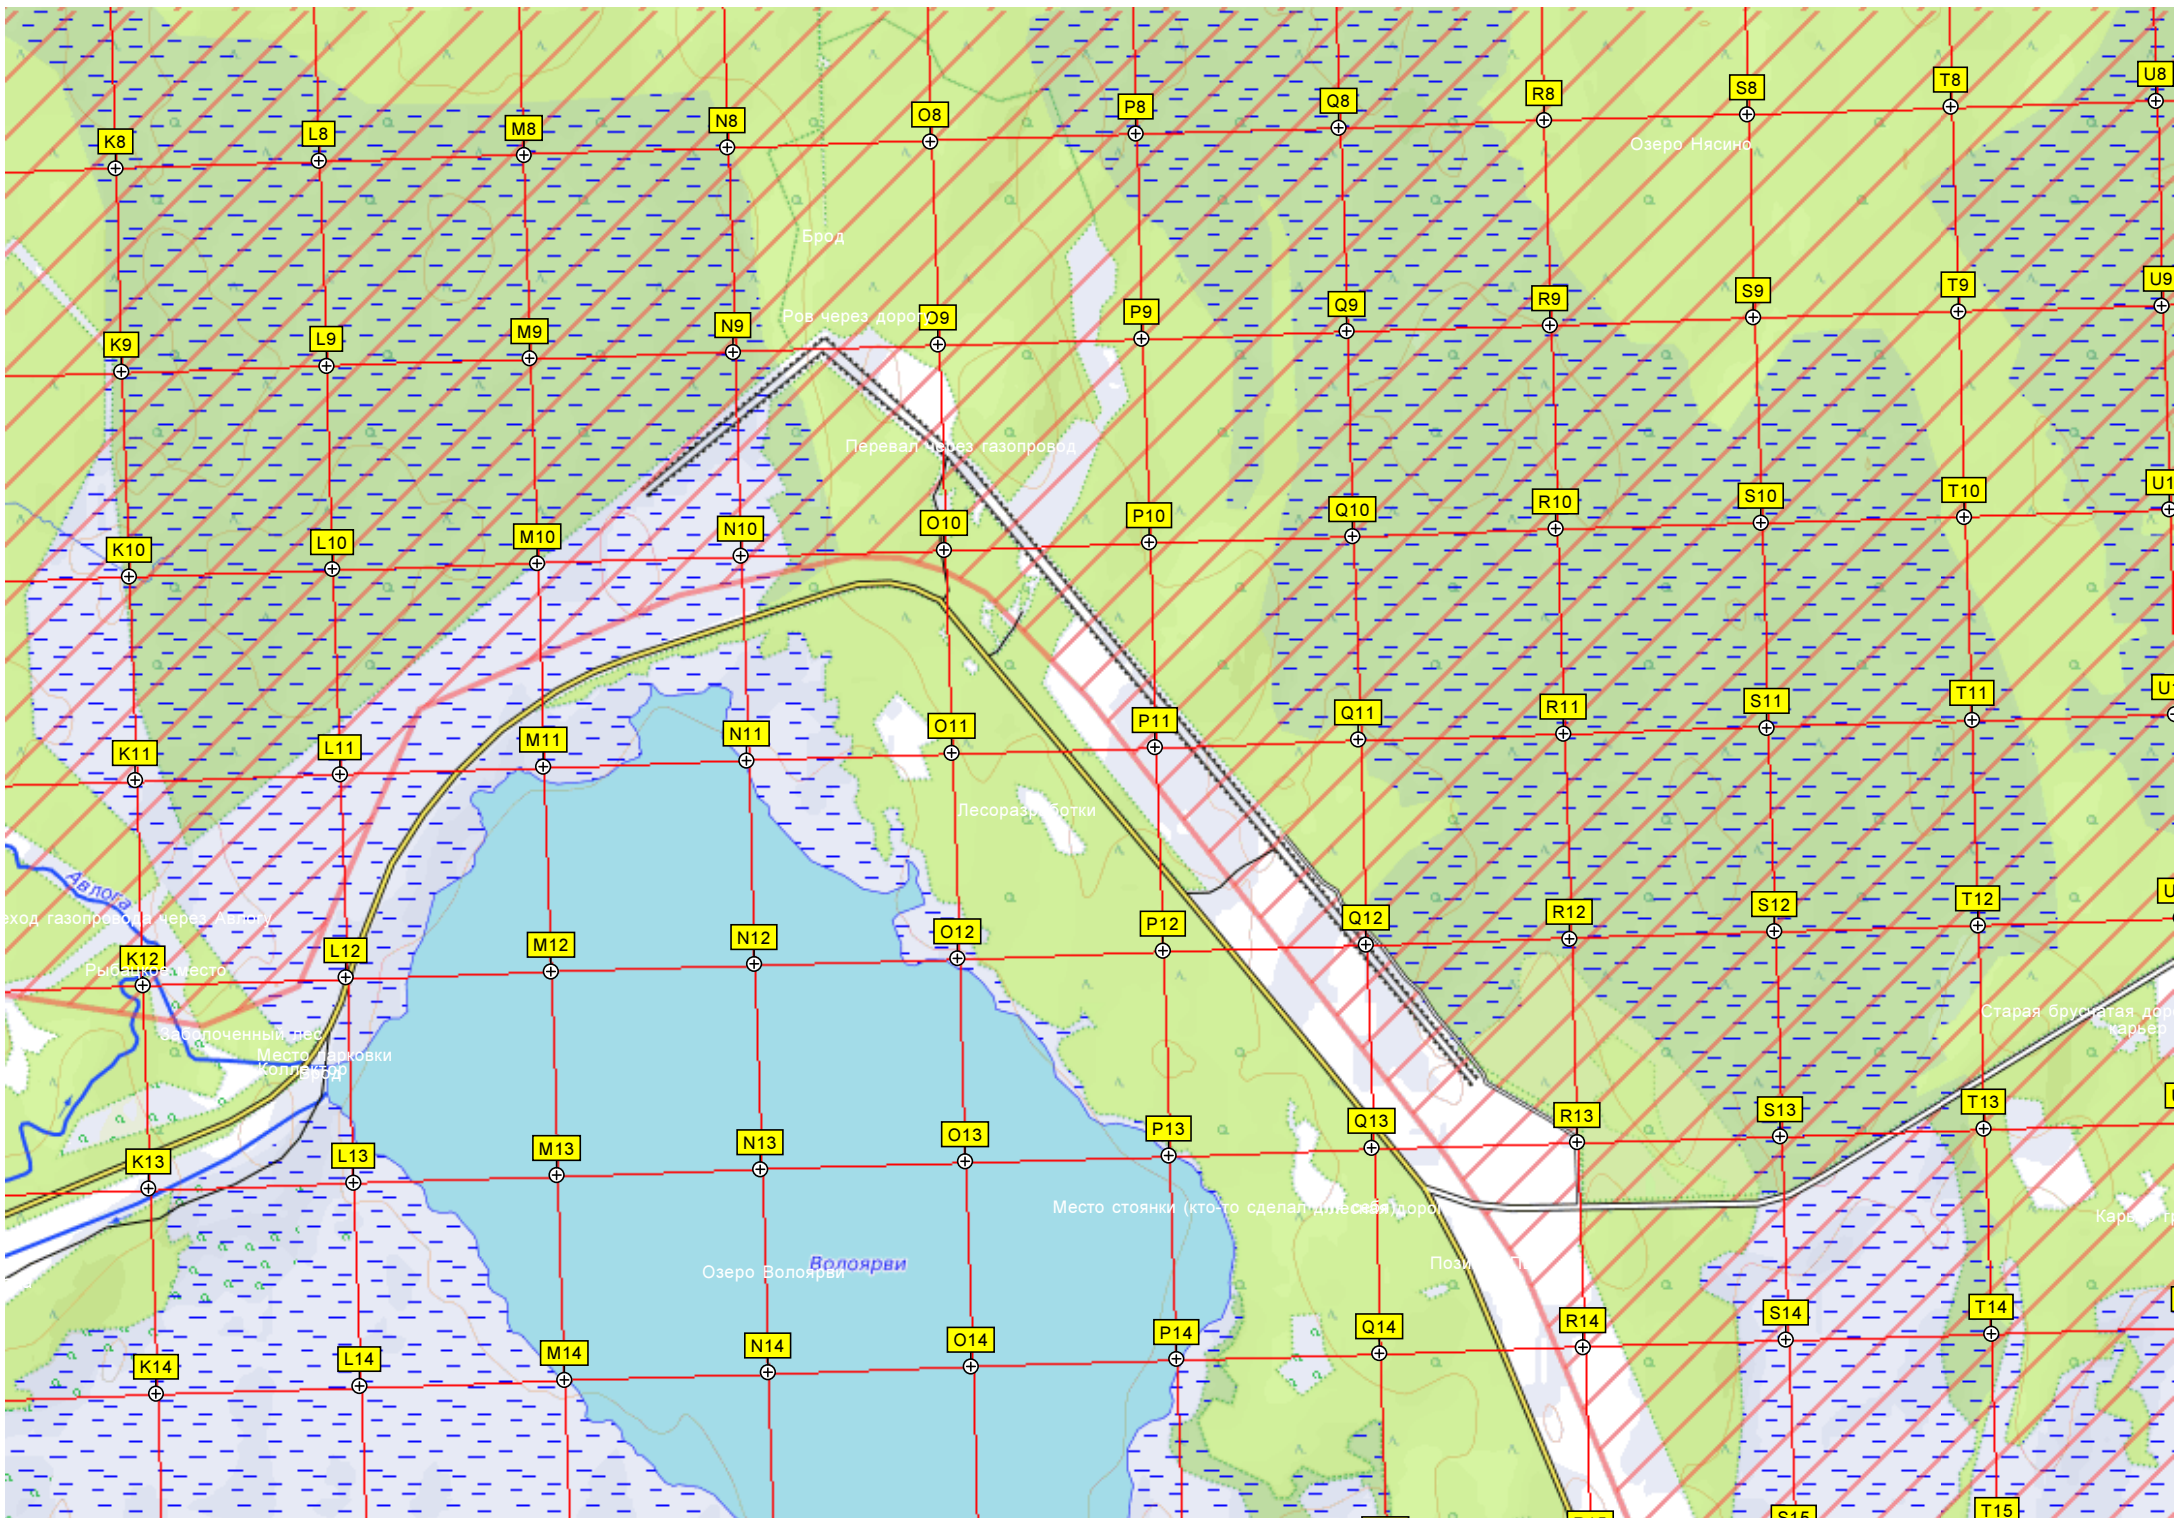 K8 L8 M8 N8 O8 P8 Q8 R8 S8 T8 U8
Озеро Нясино
Брод
Ров через дорогу
K9 L9 M9 N9 O9 P9 Q9 R9 S9 T9 U9
Перевал через газопровод
K10 L10 M10 N10 O10 P10 Q10 R10 S10 T10 U1
K11 L11 M11 N11 O11 P11 Q11 R11 S11 T11 U1
Лесоразработки
Авлога
еход газопровода через Авлогу
K12 L12 M12 N12 O12 P12 Q12 R12 S12 T12 U
Рыбацкое место
Старая брусчатая дор
карьер
Заболоченный лес
Место парковки
Коллектор
Брод
K13 L13 M13 N13 O13 P13 Q13 R13 S13 T13
Место стоянки (кто-то сделал для себя)
Волоярви
Озеро Волоярви
K14 L14 M14 N14 O14 P14 Q14 R14 S14 T14
S15 T15